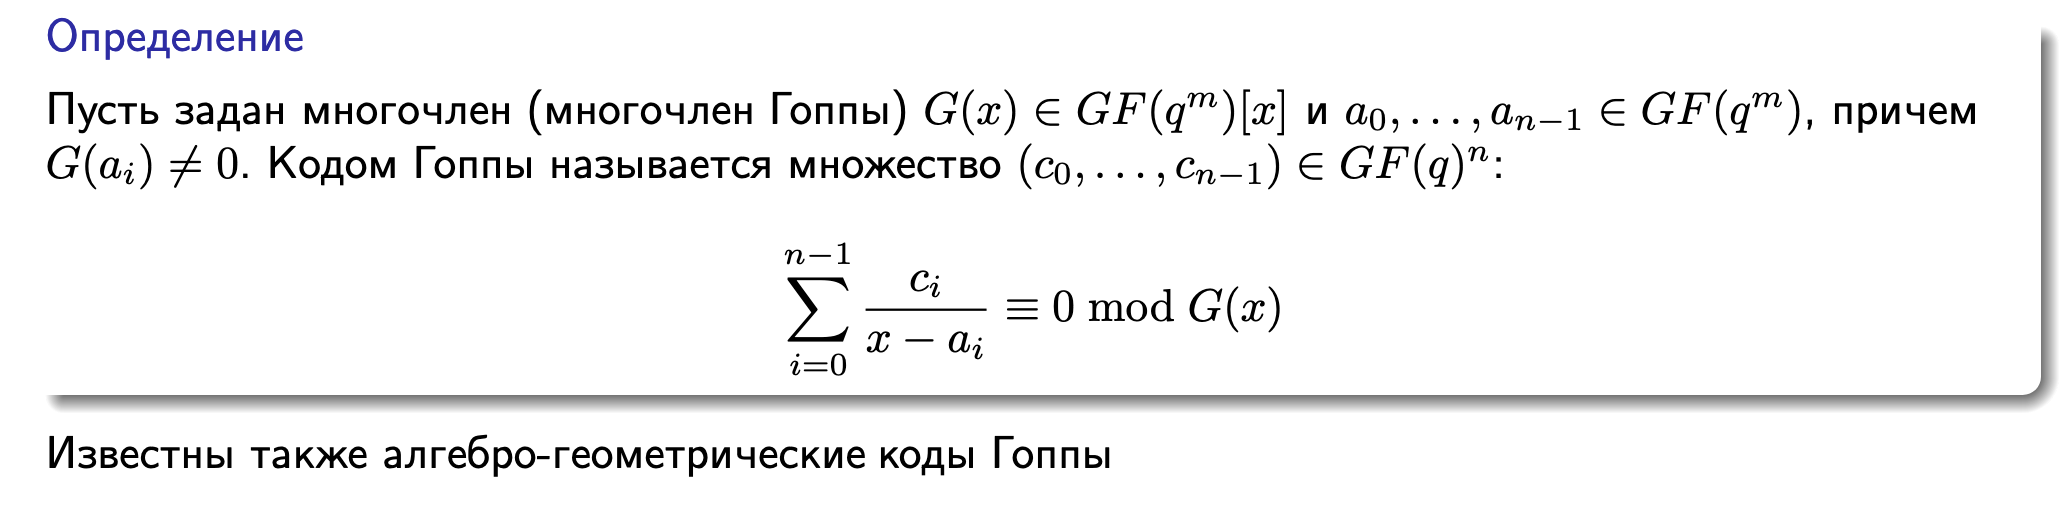 Определение
Пусть задан многочлен (многочлен Гоппы) $G(x) \in GF(q^m)[x]$ и $a_0, \ldots, a_{n-1} \in GF(q^m)$, причем
$G(a_i) \neq 0$. Кодом Гоппы называется множество $(c_0, \ldots, c_{n-1}) \in GF(q)^n$:
$\sum_{i=0}^{n-1} \frac{c_i}{x - a_i} \equiv 0 \bmod G(x)$
Известны также алгебро-геометрические коды Гоппы